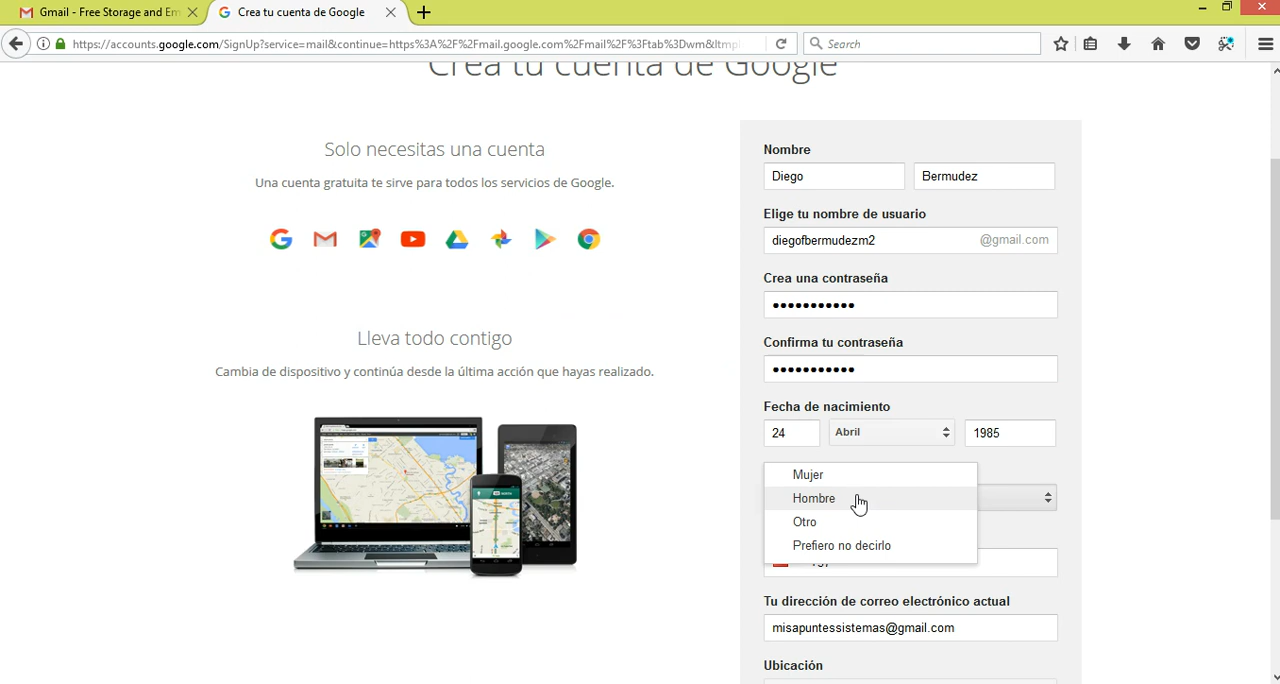 Gmail - Free Storage and Em
Crea tu cuenta de Google
https://accounts.google.com/SignUp?service=mail&continue=https%3A%2F%2Fmail.google.com%2Fmail%2F%3Ftab%3Dwm&ltmpl
Search
Crea tu cuenta de Google
Solo necesitas una cuenta
Una cuenta gratuita te sirve para todos los servicios de Google.
Lleva todo contigo
Cambia de dispositivo y continúa desde la última acción que hayas realizado.
Nombre
Diego
Bermudez
Elige tu nombre de usuario
diegofbermudezm2
@gmail.com
Crea una contraseña
•••••••••••
Confirma tu contraseña
•••••••••••
Fecha de nacimiento
24
Abril
1985
Mujer
Hombre
Otro
Prefiero no decirlo
Tu dirección de correo electrónico actual
misapuntessistemas@gmail.com
Ubicación